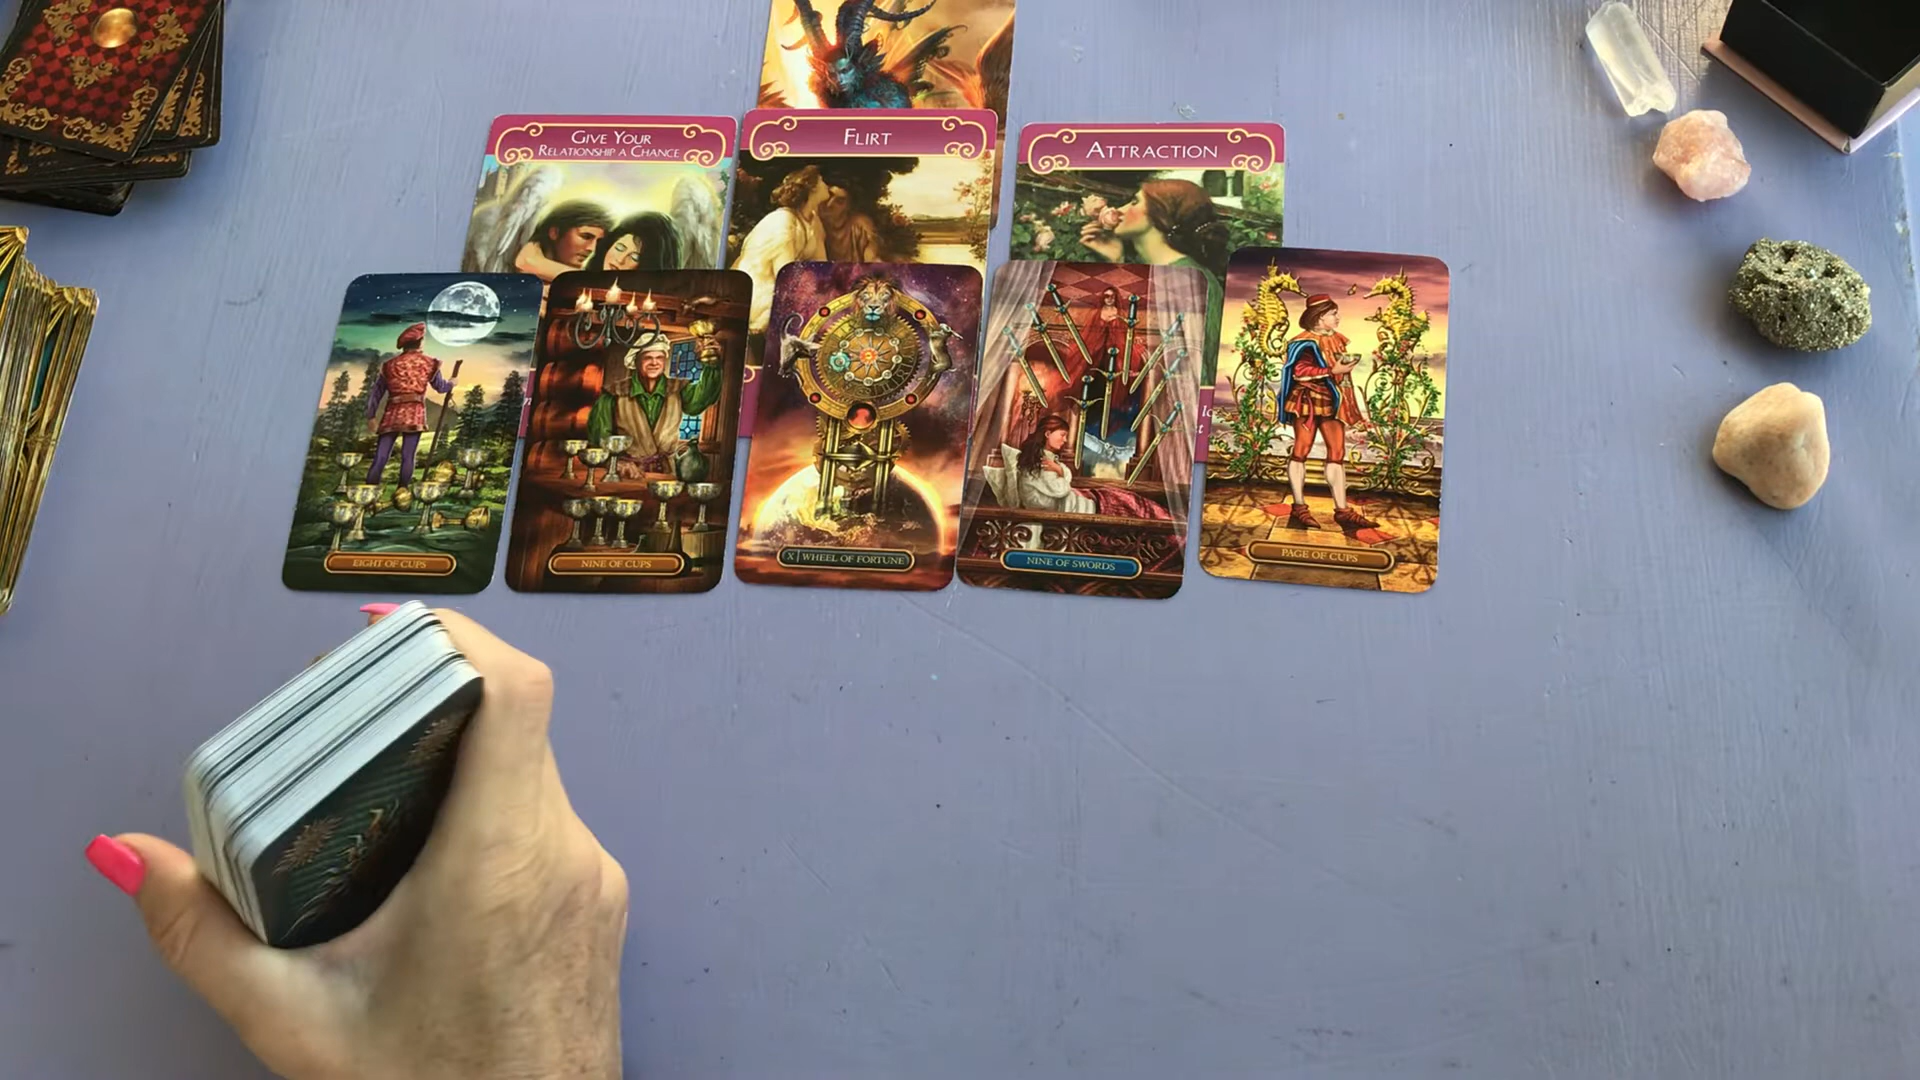 GIVE YOUR
RELATIONSHIP A CHANCE
FLIRT
ATTRACTION
EIGHT OF CUPS
NINE OF CUPS
X WHEEL OF FORTUNE
NINE OF SWORDS
PAGE OF CUPS